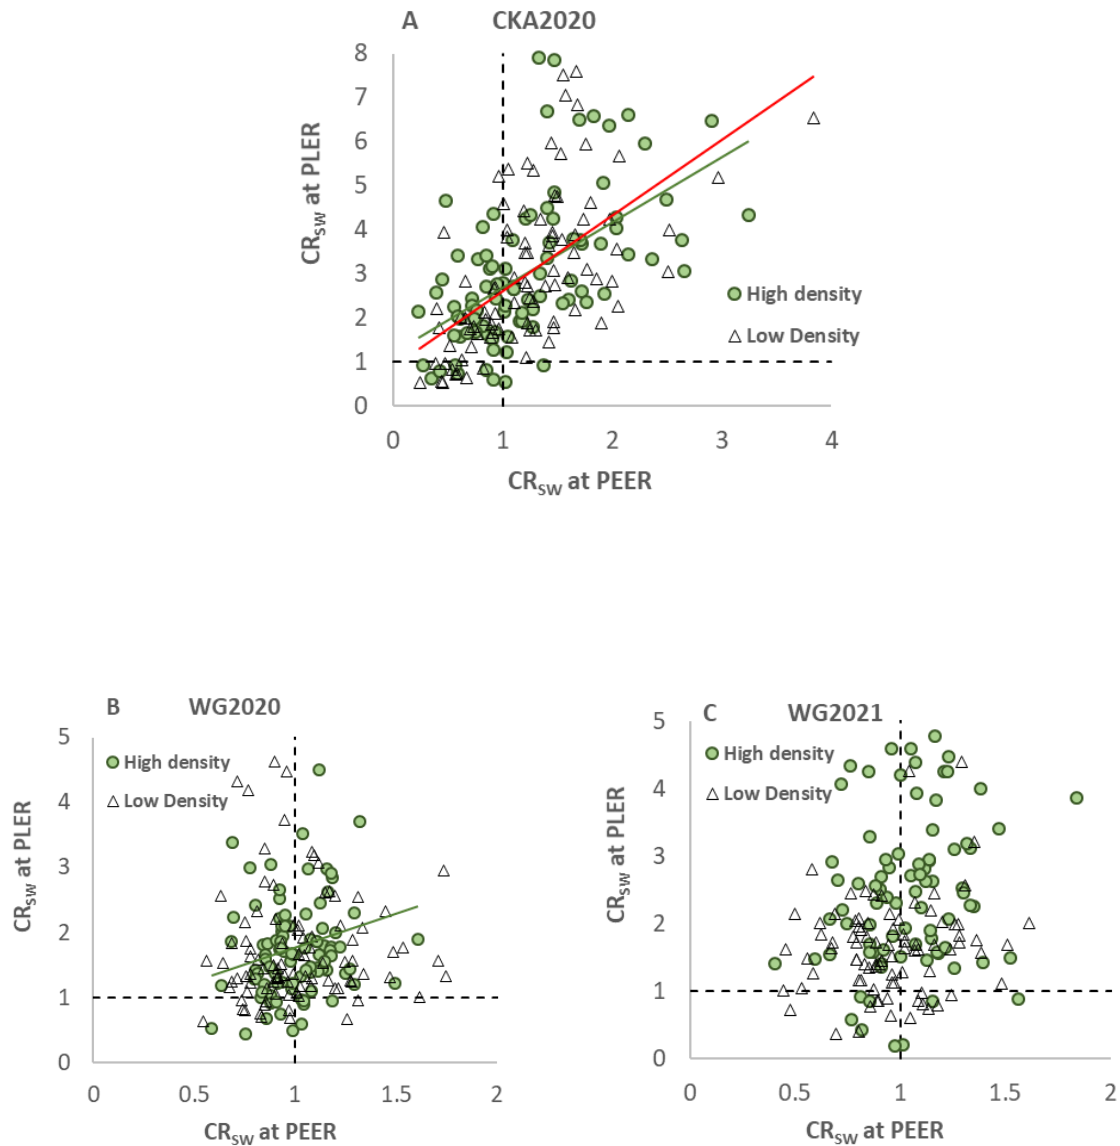 A CKA2020
8
7
6
5
4
3
2
1
0
CRSW at PLER
High density
Low Density
0 1 2 3 4
CRSW at PEER
B WG2020
5
4
3
2
1
0
CRSW at PLER
High density
Low Density
0 0.5 1 1.5 2
CRSW at PEER
C WG2021
5
4
3
2
1
0
CRSW at PLER
High density
Low Density
0 0.5 1 1.5 2
CRSW at PEER